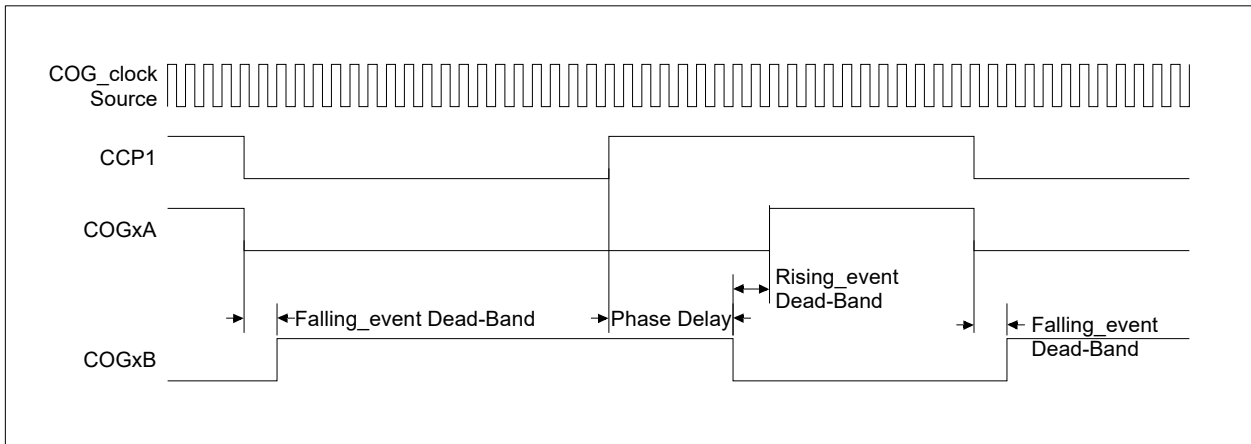 COG_clock
Source
CCP1
COGxA
Rising_event
Dead-Band
Falling_event Dead-Band
Phase Delay
Falling_event
Dead-Band
COGxB